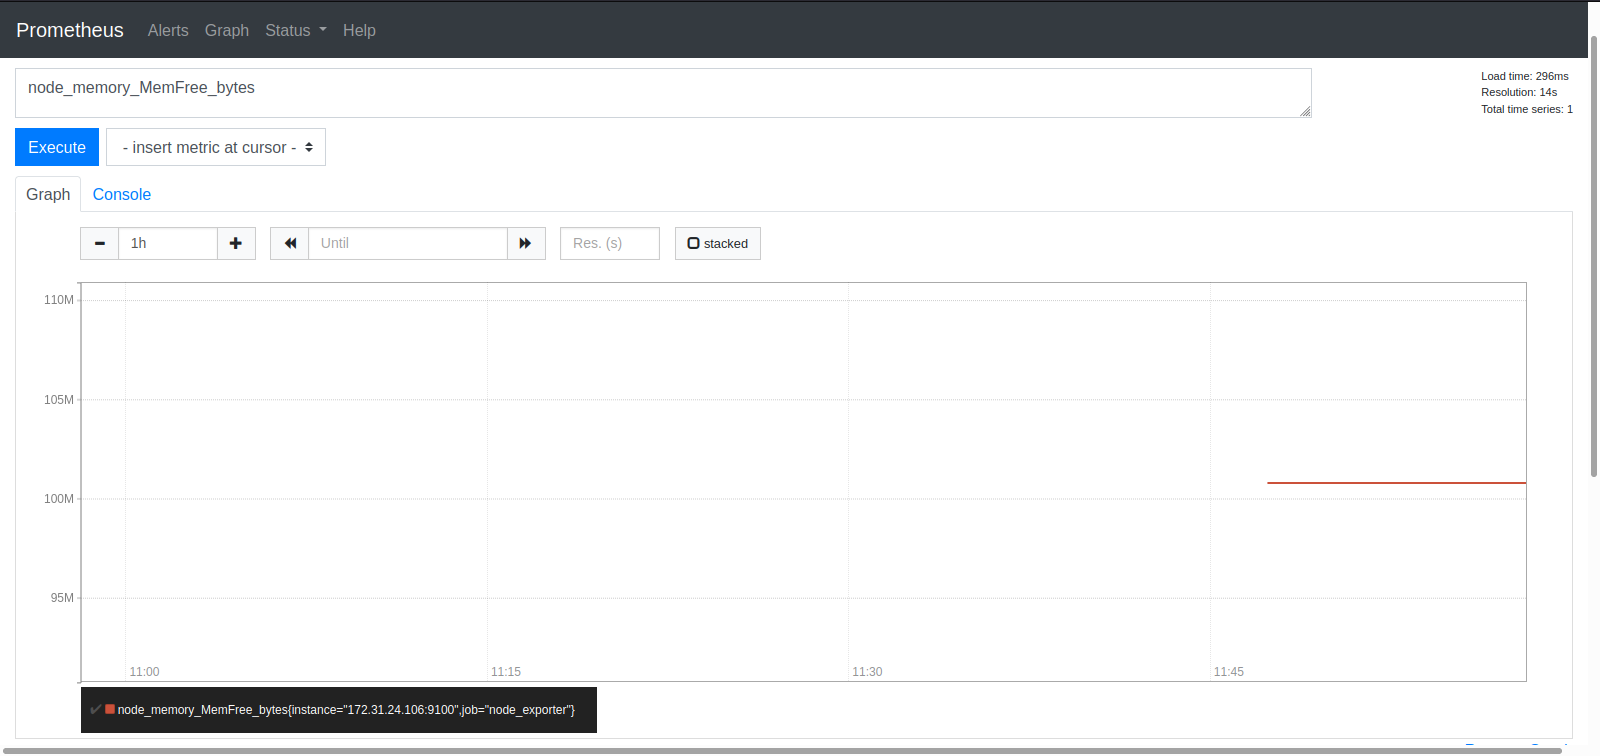 Prometheus Alerts Graph Status Help
node_memory_MemFree_bytes
Load time: 296ms
Resolution: 14s
Total time series: 1
Execute - insert metric at cursor -
Graph Console
1h Until Res. (s) stacked
110M
105M
100M
95M
11:00 11:15 11:30 11:45
node_memory_MemFree_bytes{instance="172.31.24.106:9100",job="node_exporter"}